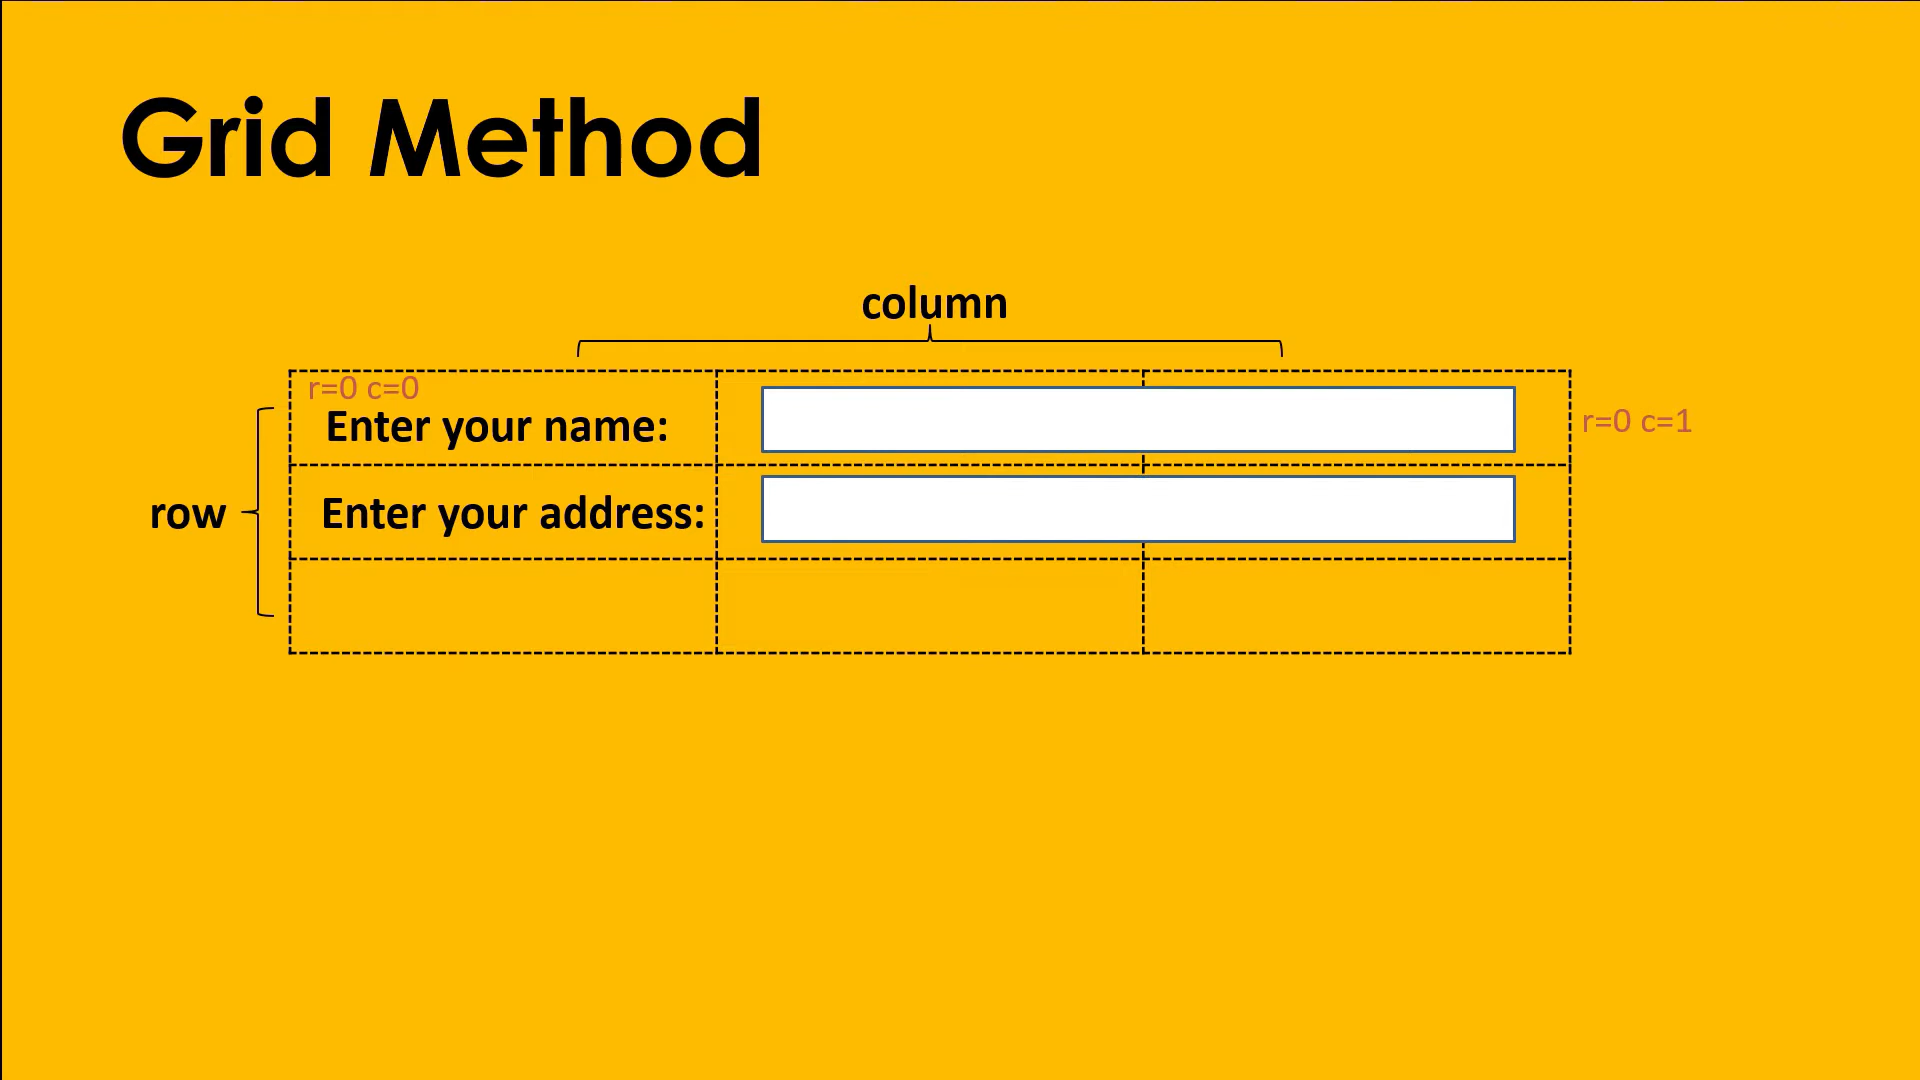 Grid Method
column
r=0 c=0
Enter your name:
r=0 c=1
row
Enter your address: